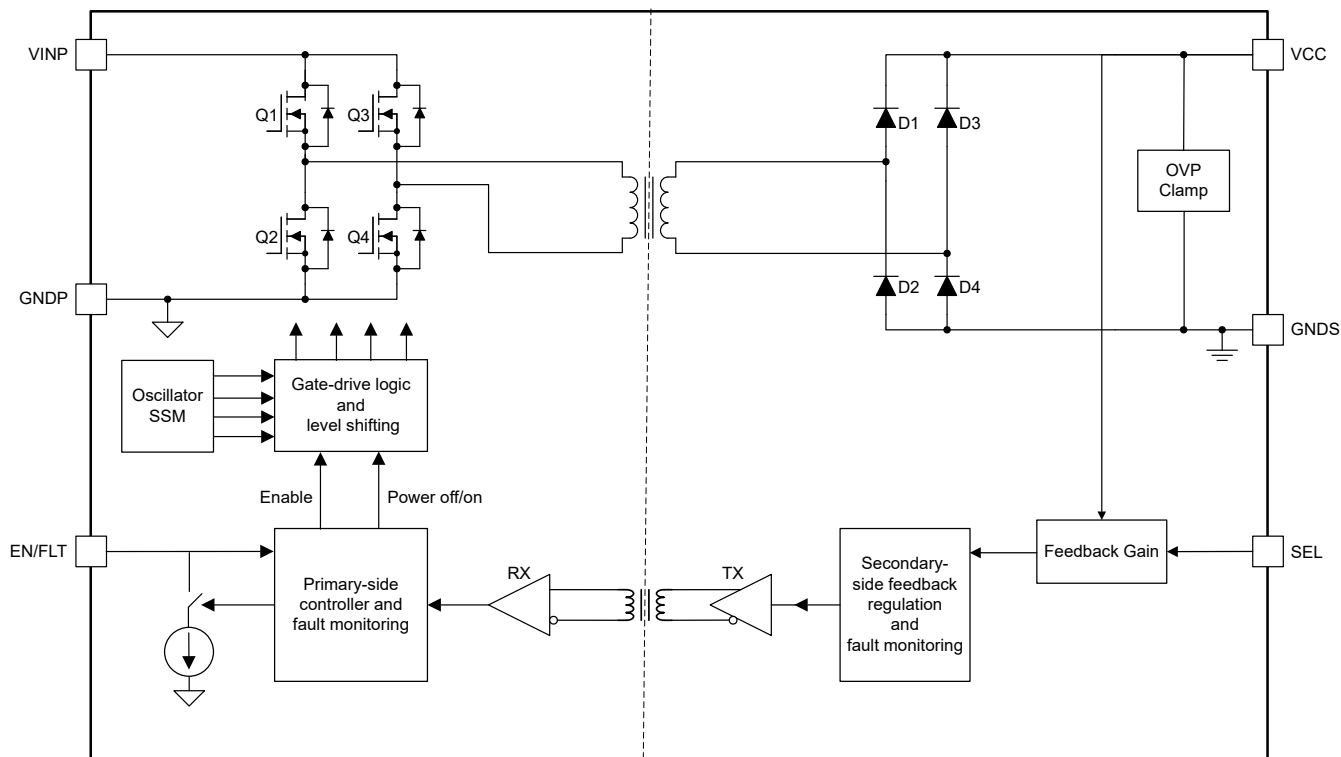 VINP
VCC
Q1
Q3
D1
D3
OVP
Clamp
Q2
Q4
D2
D4
GNDP
GNDS
Oscillator
SSM
Gate-drive logic
and
level shifting
Enable
Power off/on
EN/FLT
SEL
Primary-side
controller and
fault monitoring
RX
TX
Secondary-
side feedback
regulation
and
fault monitoring
Feedback Gain